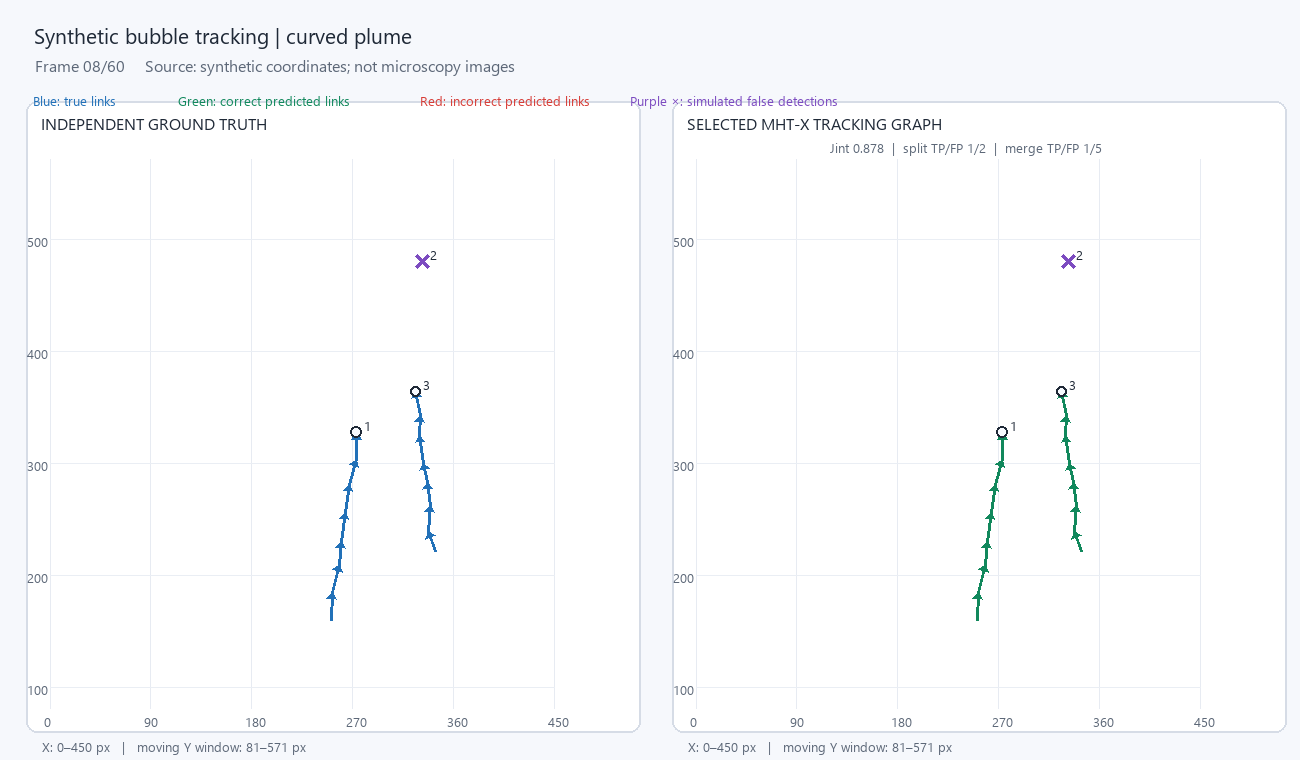 Synthetic bubble tracking | curved plume
Frame 08/60 Source: synthetic coordinates; not microscopy images
Blue: true links Green: correct predicted links Red: incorrect predicted links Purple ×: simulated false detections
INDEPENDENT GROUND TRUTH
500
400
300
200
100
0 90 180 270 360 450
2
3
1
X: 0–450 px | moving Y window: 81–571 px
SELECTED MHT-X TRACKING GRAPH
Jint 0.878 | split TP/FP 1/2 | merge TP/FP 1/5
500
400
300
200
100
0 90 180 270 360 450
2
3
1
X: 0–450 px | moving Y window: 81–571 px